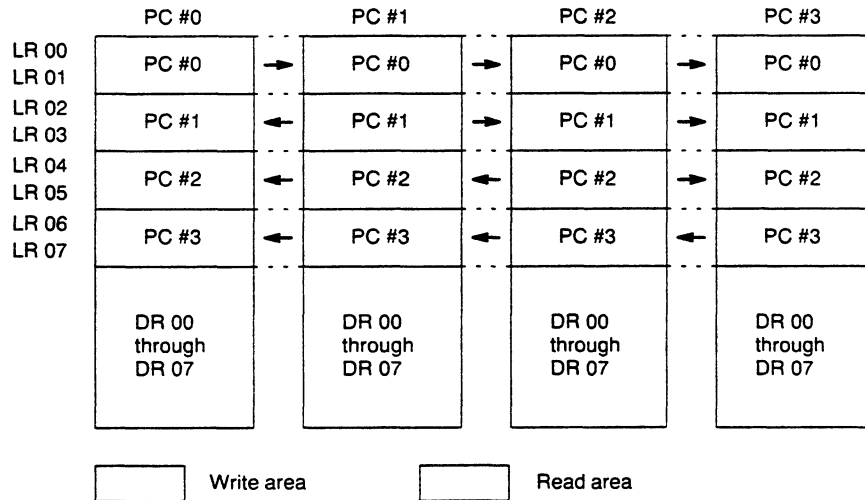 PC #0 PC #1 PC #2 PC #3
LR 00
LR 01
PC #0 PC #0 PC #0 PC #0
LR 02
LR 03
PC #1 PC #1 PC #1 PC #1
LR 04
LR 05
PC #2 PC #2 PC #2 PC #2
LR 06
LR 07
PC #3 PC #3 PC #3 PC #3
DR 00 DR 00 DR 00 DR 00
through through through through
DR 07 DR 07 DR 07 DR 07
Write area Read area